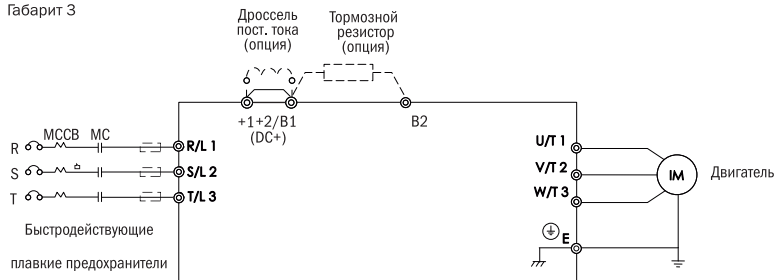 Габарит 3
Дроссель
пост. тока
(опция)
Тормозной
резистор
(опция)
+1 +2/B1
(DC+)
B2
MCCB MC
R
R/L 1
S
S/L 2
T
T/L 3
U/T 1
V/T 2
W/T 3
IM
Двигатель
E
Быстродействующие
плавкие предохранители